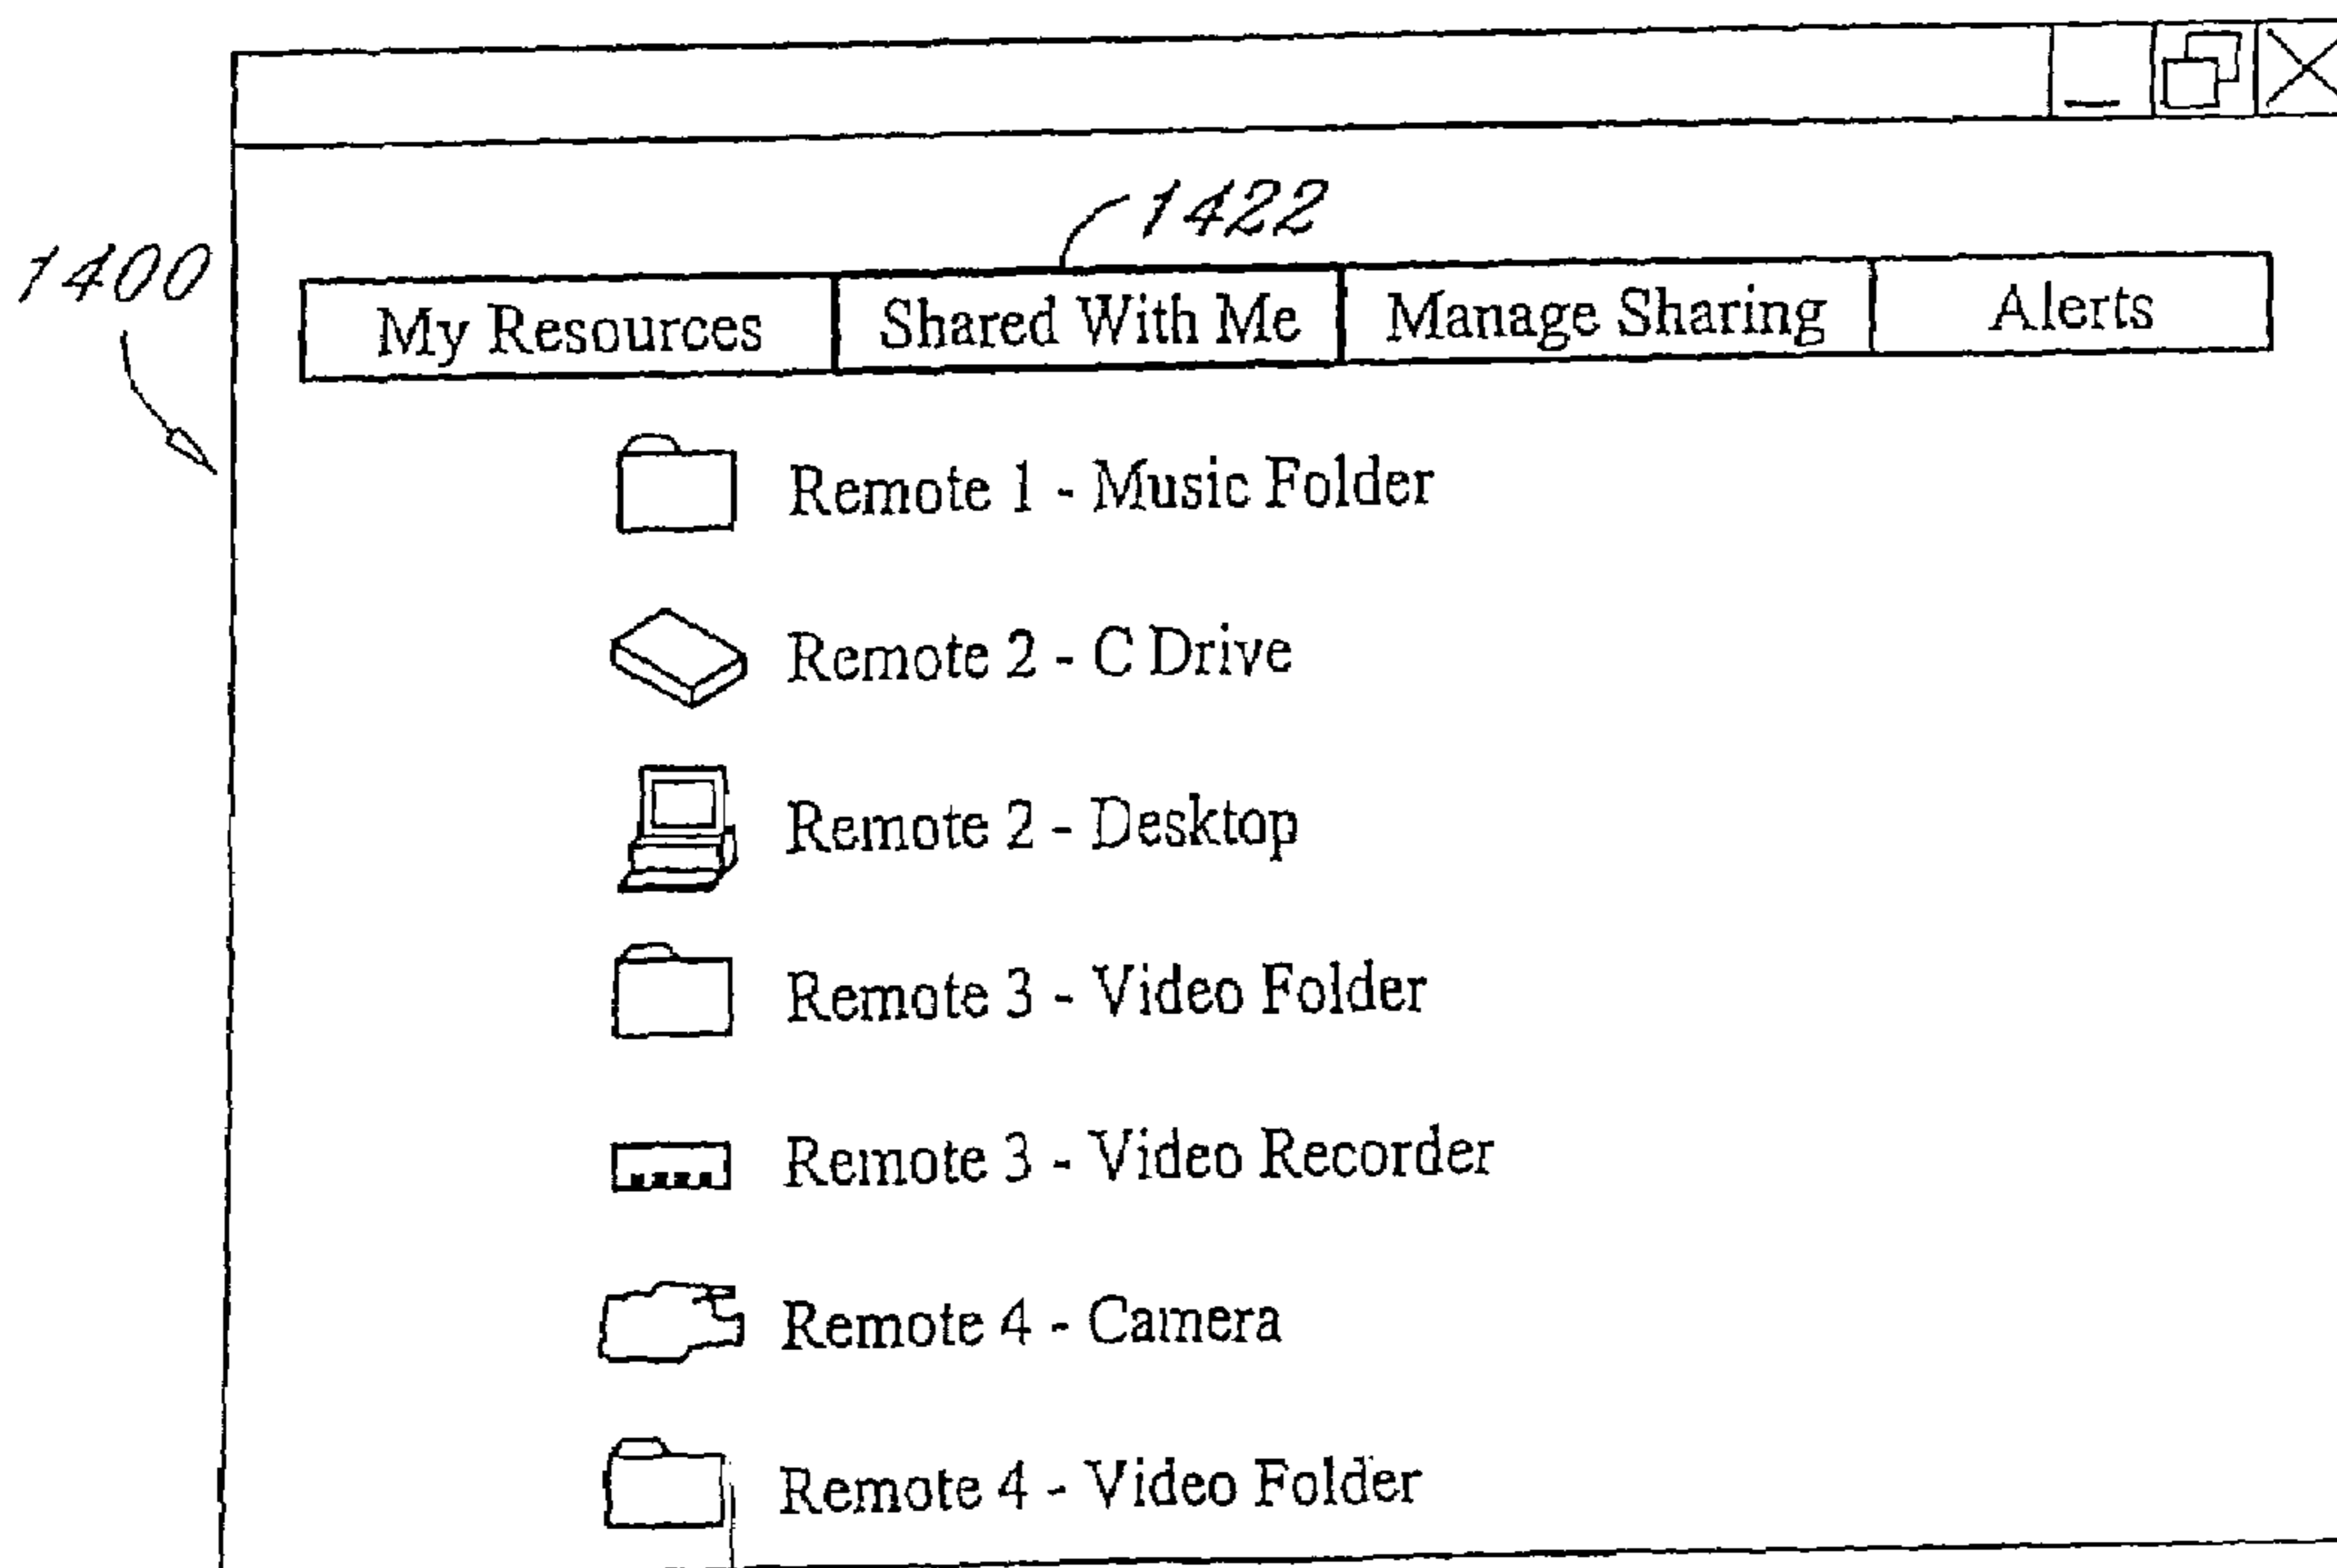 1422
1400
My Resources Shared With Me Manage Sharing Alerts
Remote 1 - Music Folder
Remote 2 - C Drive
Remote 2 - Desktop
Remote 3 - Video Folder
Remote 3 - Video Recorder
Remote 4 - Camera
Remote 4 - Video Folder